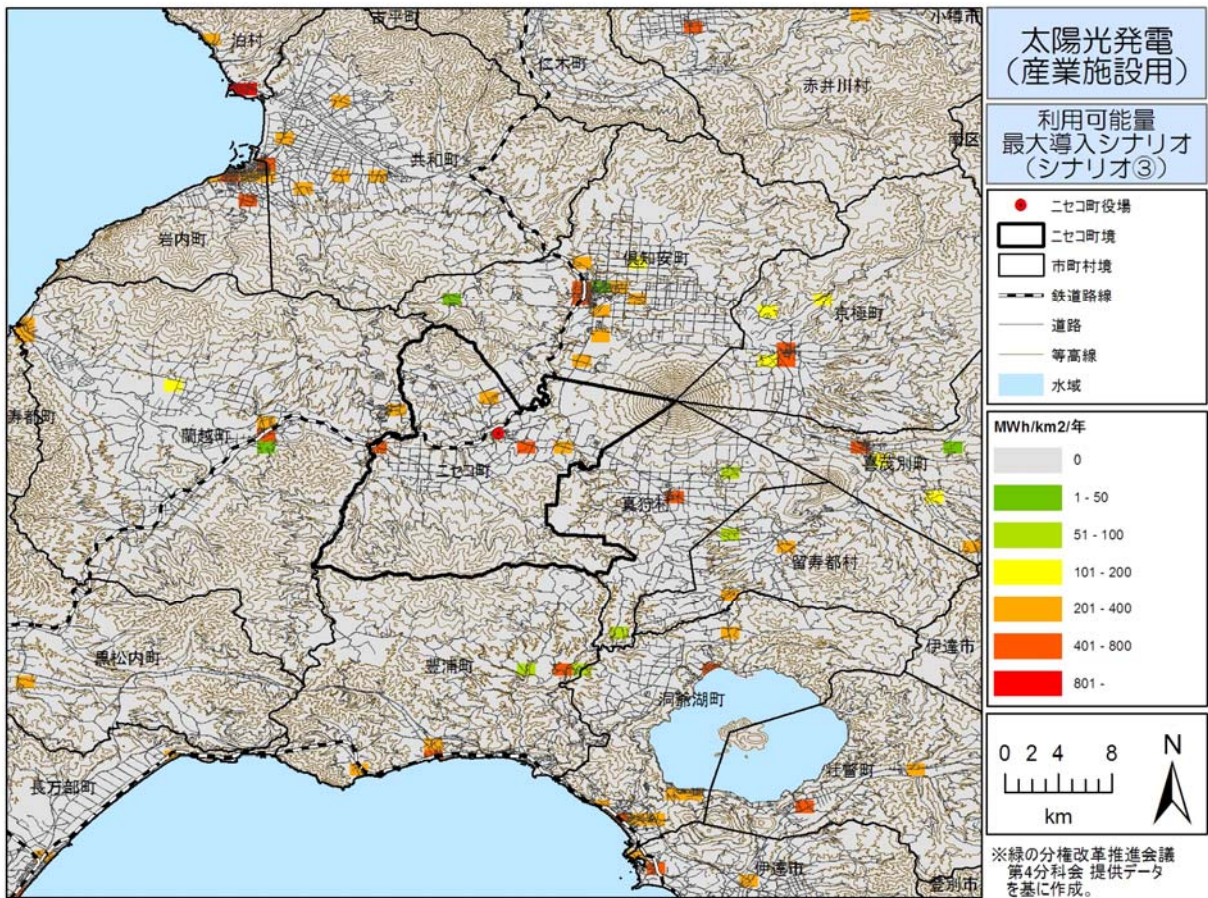 古平町
小樽市
泊村
仁木町
赤井川村
南区
共和町
岩内町
倶知安町
京極町
寿都町
蘭越町
ニセコ町
喜茂別町
真狩村
留寿都村
黒松内町
豊浦町
伊達市
洞爺湖町
壮瞥町
長万部町
伊達市
登別市
太陽光発電
(産業施設用)
利用可能量
最大導入シナリオ
(シナリオ③)
ニセコ町役場
ニセコ町境
市町村境
鉄道路線
道路
等高線
水域
MWh/km2/年
0
1 - 50
51 - 100
101 - 200
201 - 400
401 - 800
801 -
0 2 4 8
km
N
※緑の分権改革推進会議
第4分科会 提供データ
を基に作成。